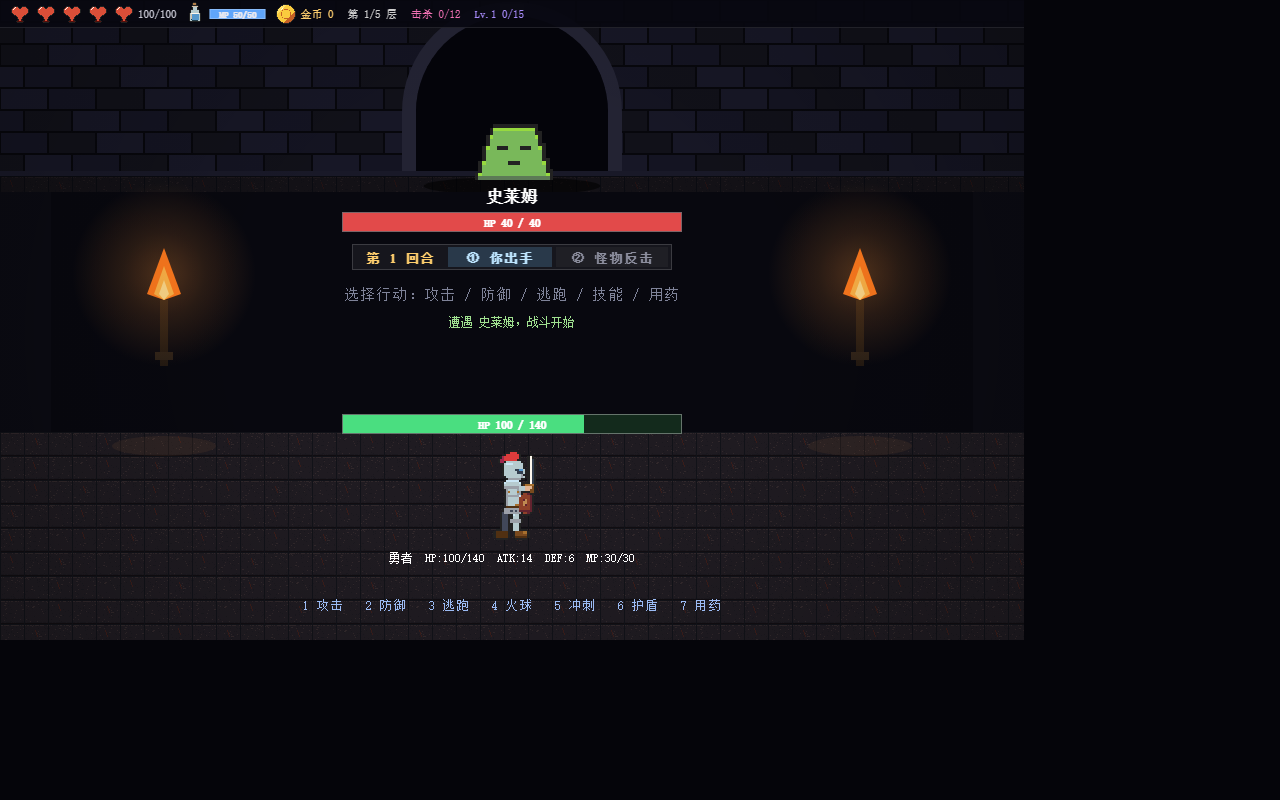 100/100 MP 50/50 金币 0 第 1/5 层 击杀 0/12 Lv.1 0/15
史莱姆
HP 40 / 40
第 1 回合 ① 你出手 ② 怪物反击
选择行动: 攻击 / 防御 / 逃跑 / 技能 / 用药
遭遇 史莱姆，战斗开始
HP 100 / 140
勇者 HP:100/140 ATK:14 DEF:6 MP:30/30
1 攻击 2 防御 3 逃跑 4 火球 5 冲刺 6 护盾 7 用药